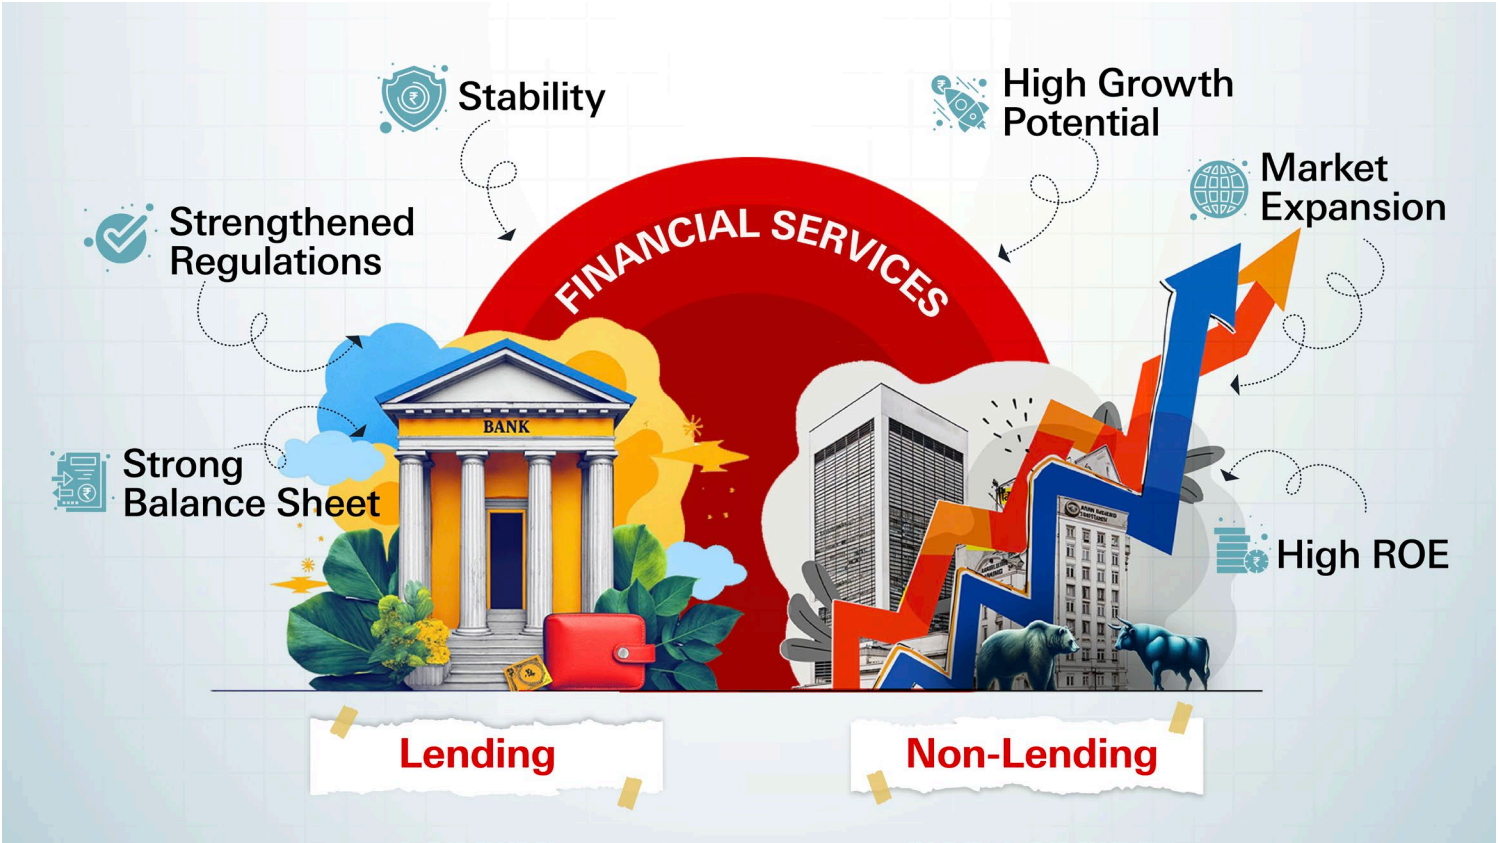 Stability
High Growth
Potential
Market
Expansion
Strengthened
Regulations
FINANCIAL SERVICES
BANK
Strong
Balance Sheet
High ROE
Lending
Non-Lending